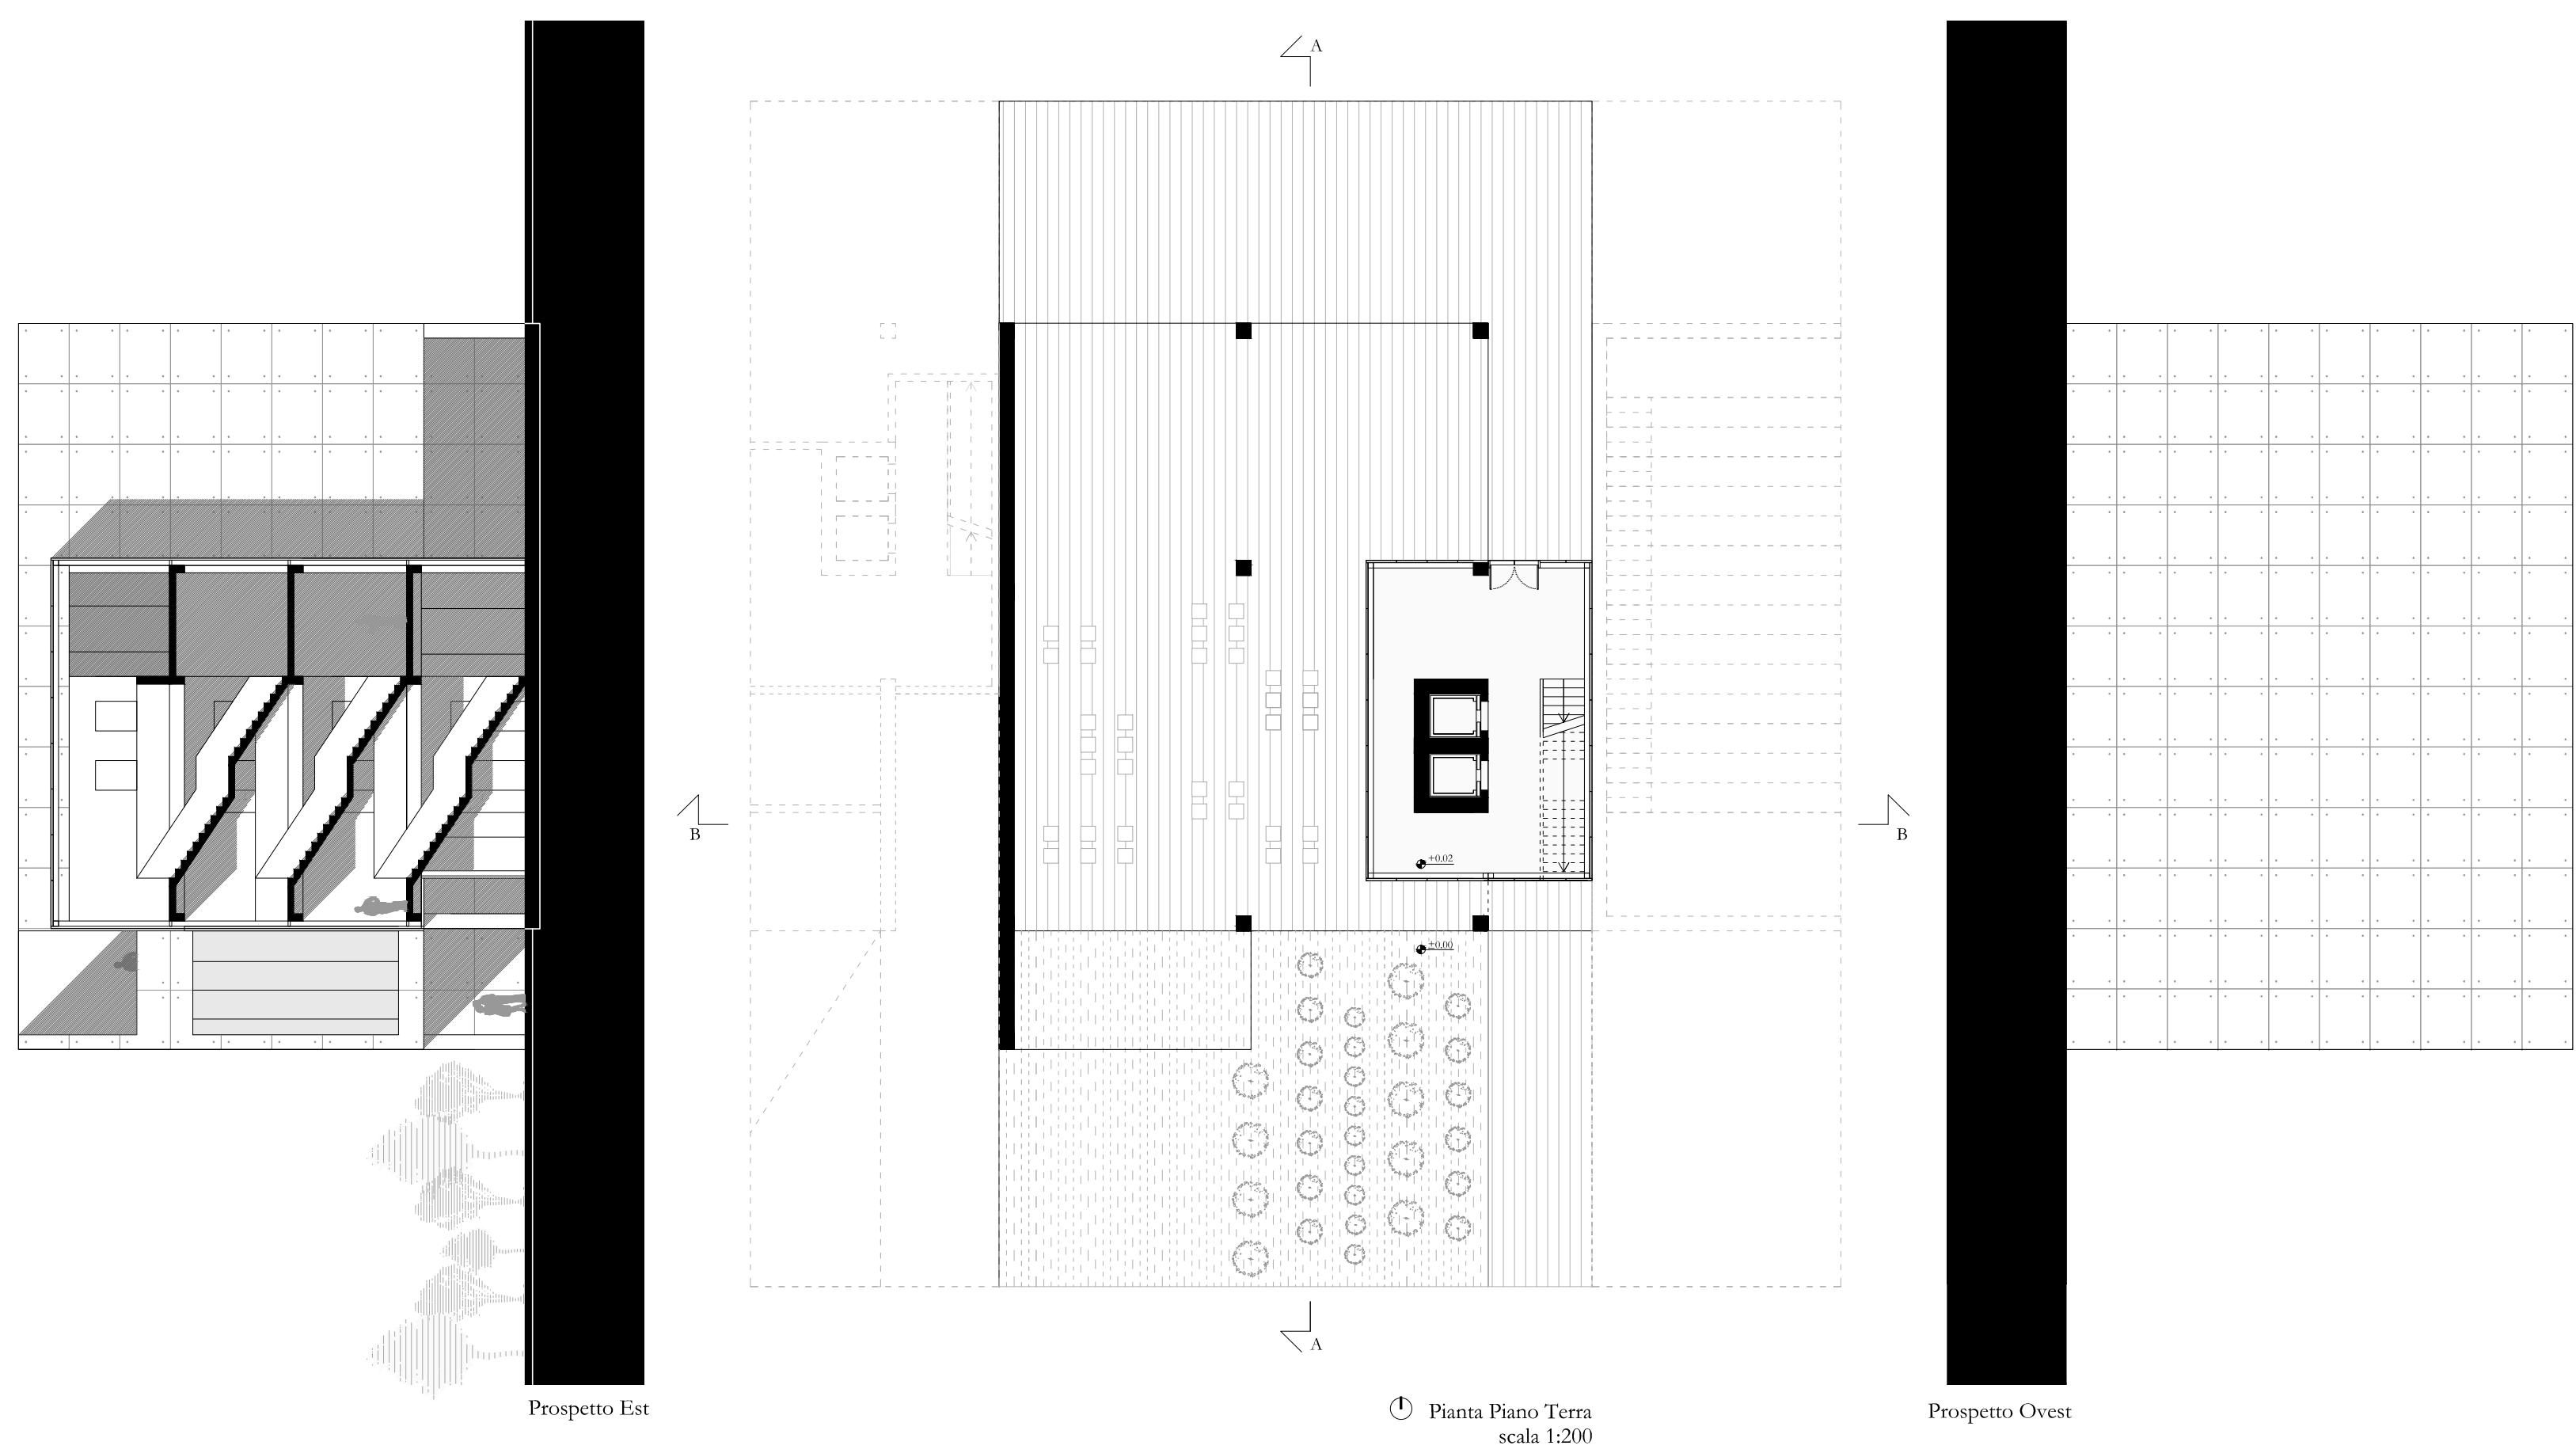 A
B
B
+0.02
±0.00
A
Prospetto Est
Pianta Piano Terra
scala 1:200
Prospetto Ovest